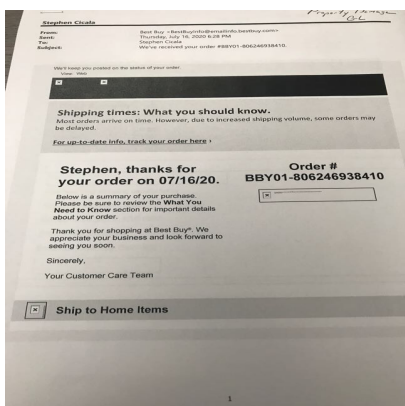 Property Manage
GL
Stephen Cicala
From: Best Buy <BestBuyInfo@emailinfo.bestbuy.com>
Sent: Thursday, July 16, 2020 6:28 PM
To: Stephen Cicala
Subject: We've received your order #BBY01-806246938410.
We'll keep you posted on the status of your order.
View Web
Shipping times: What you should know.
Most orders arrive on time. However, due to increased shipping volume, some orders may
be delayed.
For up-to-date info, track your order here ›
Stephen, thanks for
your order on 07/16/20.
Order #
BBY01-806246938410
Below is a summary of your purchase.
Please be sure to review the What You
Need to Know section for important details
about your order.
Thank you for shopping at Best Buy®. We
appreciate your business and look forward to
seeing you soon.
Sincerely,
Your Customer Care Team
Ship to Home Items
1